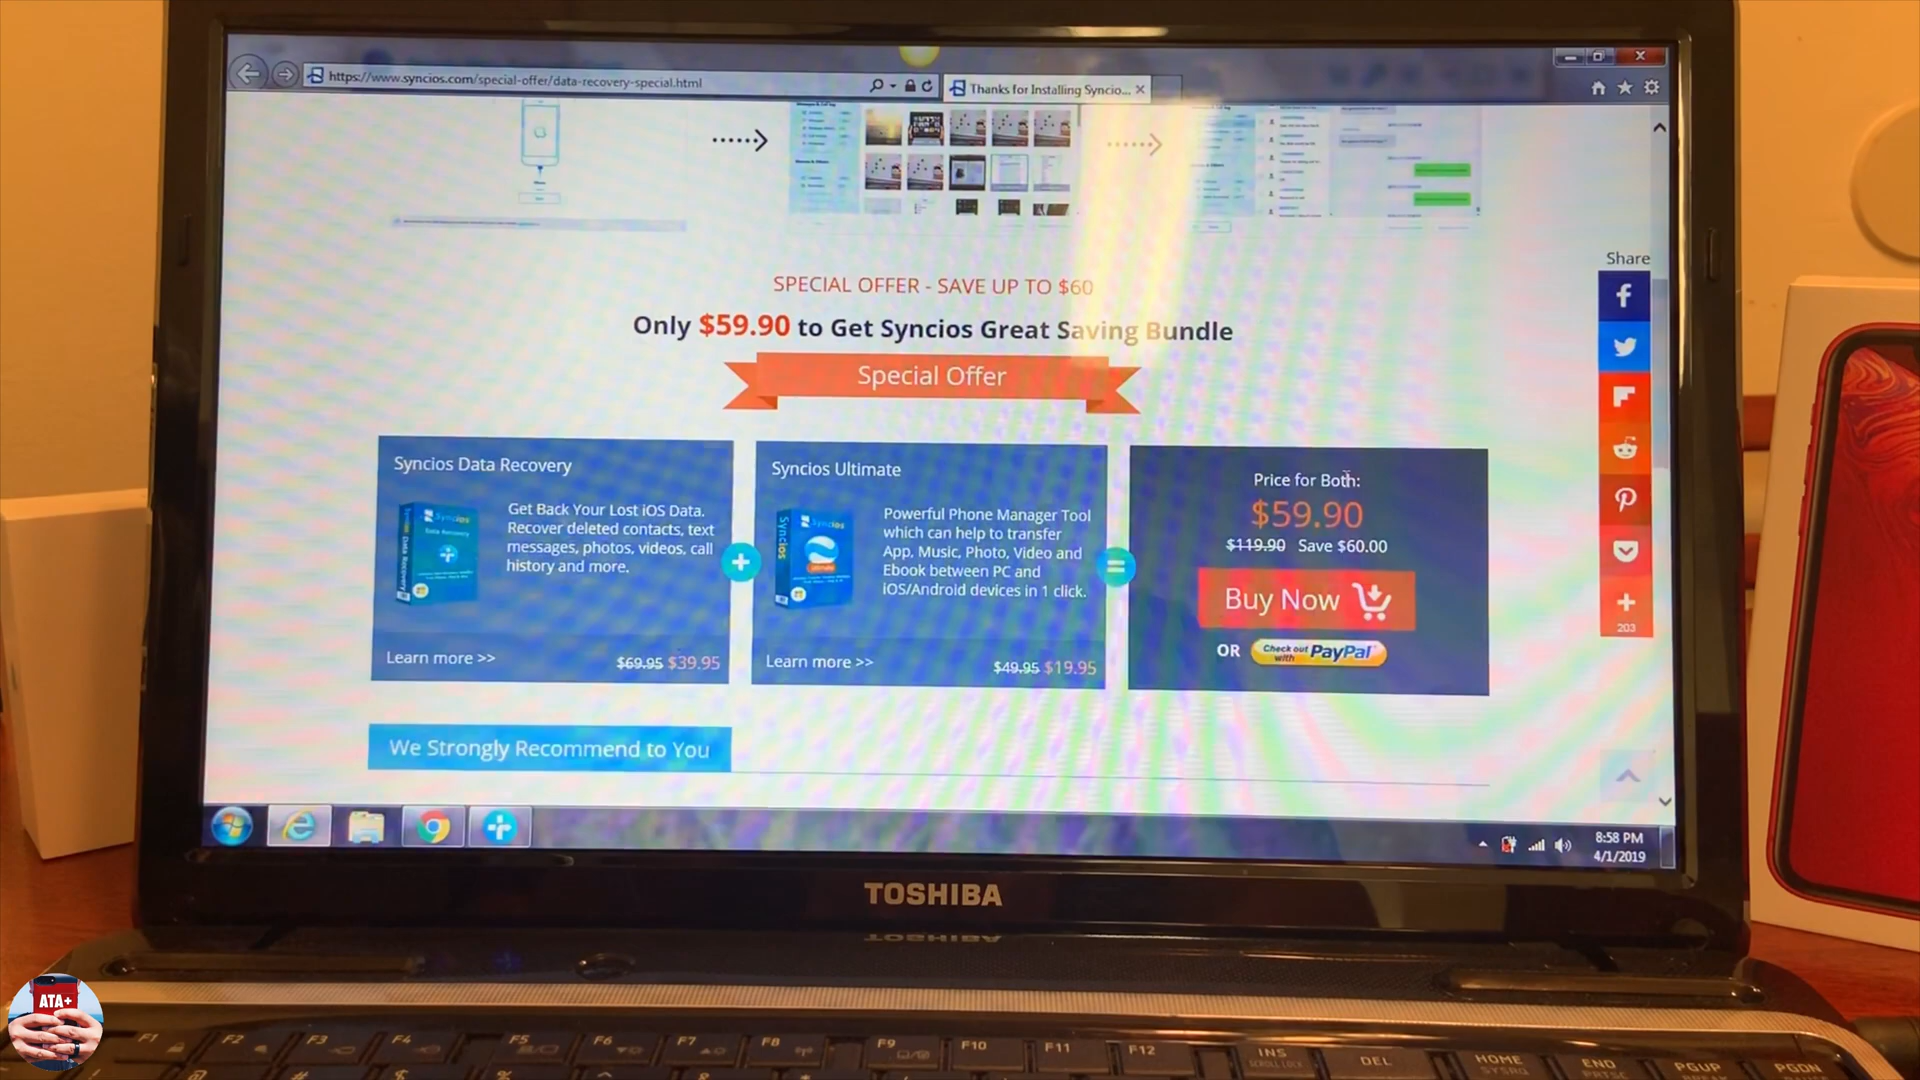 https://www.syncios.com/special-offer/data-recovery-special.html
Thanks for Installing Syncio...
Share
SPECIAL OFFER - SAVE UP TO $60
Only $59.90 to Get Syncios Great Saving Bundle
Special Offer
Syncios Data Recovery
Get Back Your Lost iOS Data.
Recover deleted contacts, text
messages, photos, videos, call
history and more.
Learn more >>
$69.95 $39.95
Syncios Ultimate
Powerful Phone Manager Tool
which can help to transfer
App, Music, Photo, Video and
Ebook between PC and
iOS/Android devices in 1 click.
Learn more >>
$49.95 $19.95
Price for Both:
$59.90
$119.90 Save $60.00
Buy Now
OR Check out with PayPal
203
We Strongly Recommend to You
8:58 PM
4/1/2019
TOSHIBA
ATA+
F1 F2 F3 F4 F5 F6 F7 F8 F9 F10 F11 F12 INS DEL HOME END PGUP PGDN
SCROLL LOCK SYSRQ